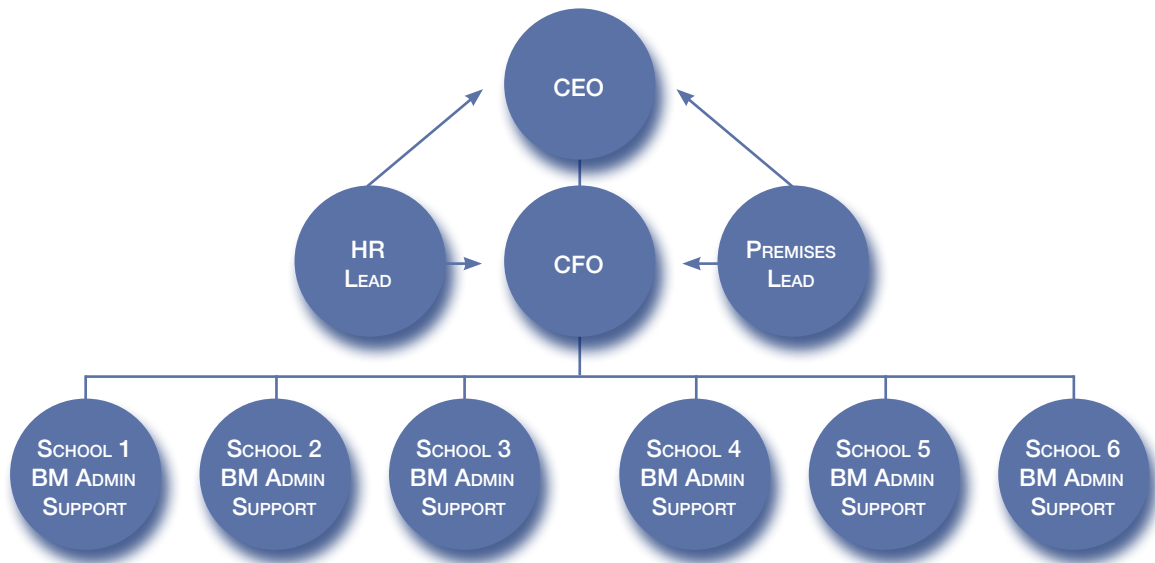 CEO
HR
Lead
CFO
Premises
Lead
School 1
BM Admin
Support
School 2
BM Admin
Support
School 3
BM Admin
Support
School 4
BM Admin
Support
School 5
BM Admin
Support
School 6
BM Admin
Support